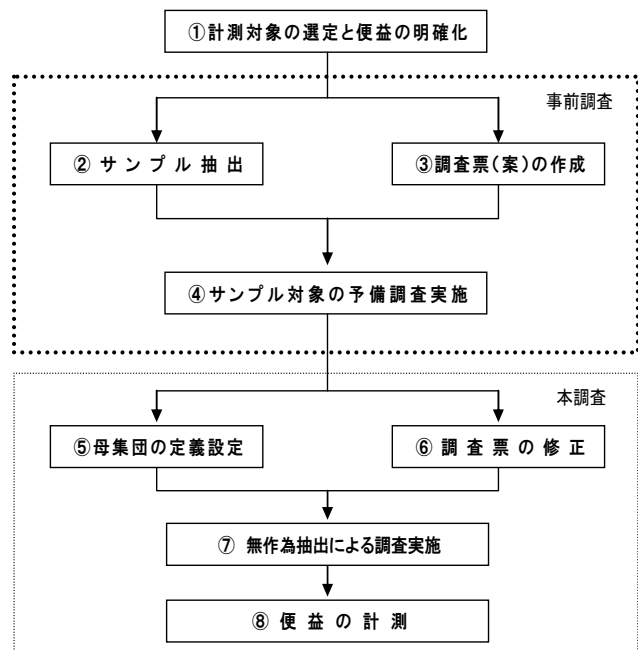 ①計測対象の選定と便益の明確化
事前調査
② サンプル抽出
③調査票(案)の作成
④サンプル対象の予備調査実施
本調査
⑤母集団の定義設定
⑥ 調査票の修正
⑦ 無作為抽出による調査実施
⑧ 便益の計測